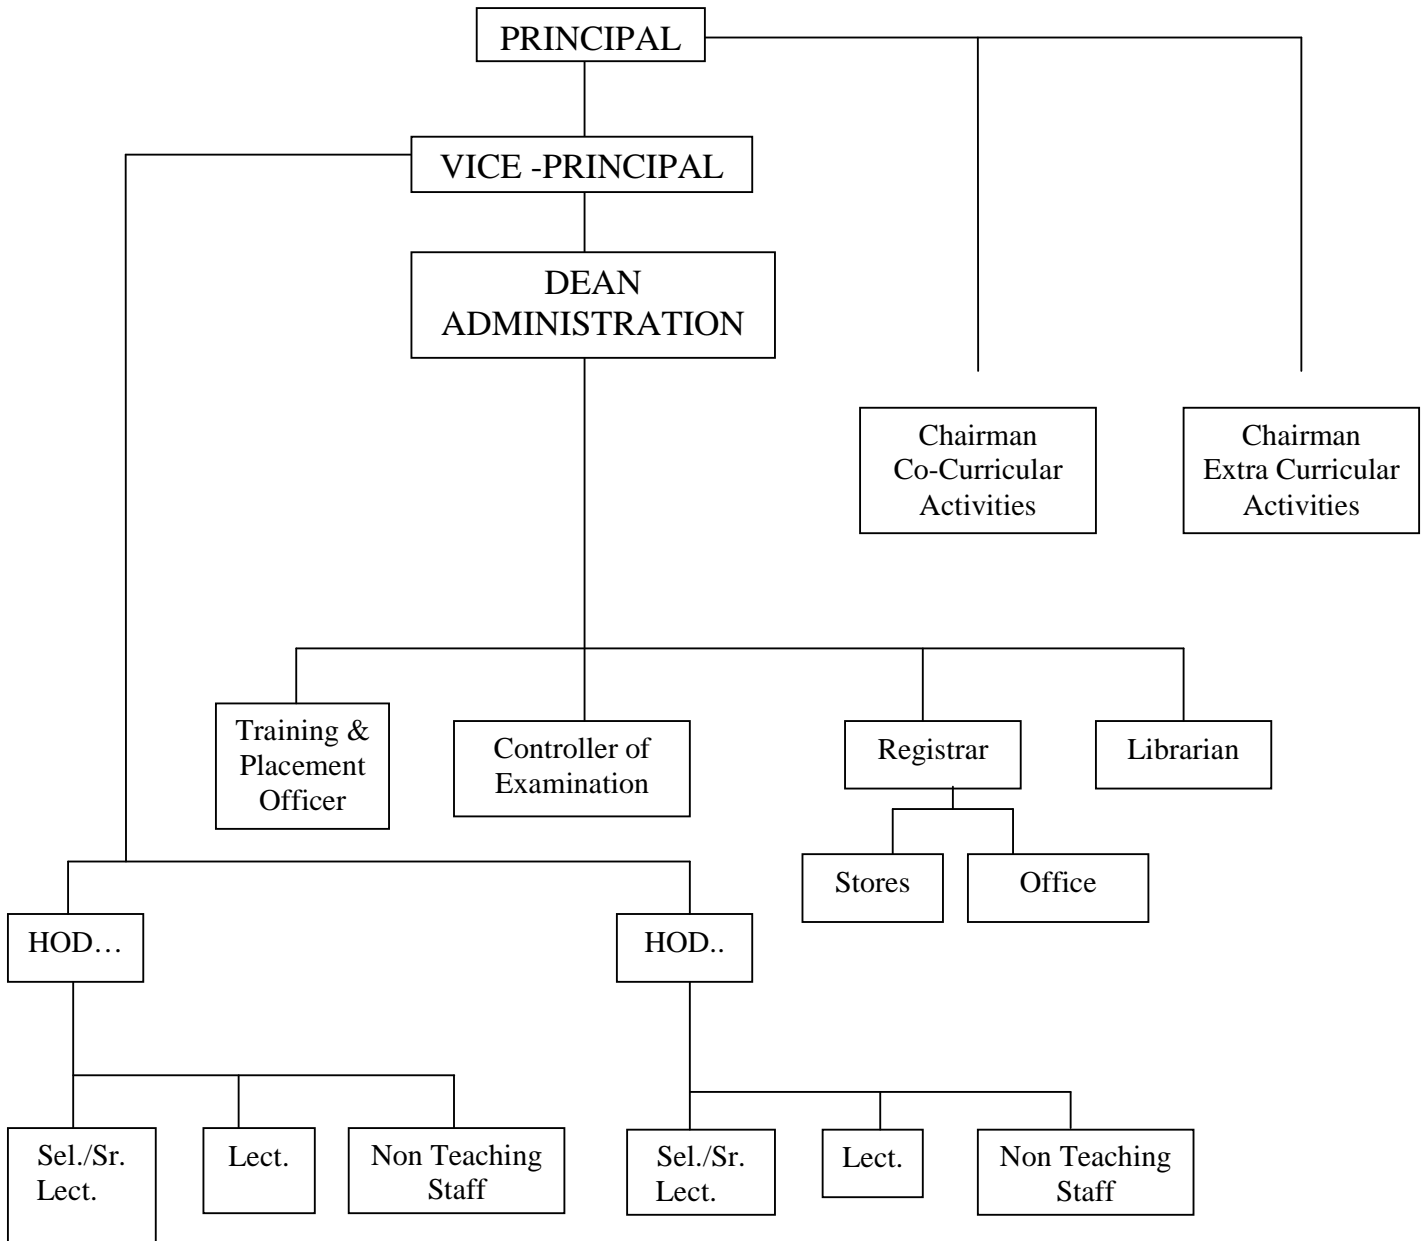 PRINCIPAL
VICE -PRINCIPAL
DEAN
ADMINISTRATION
Chairman
Co-Curricular
Activities
Chairman
Extra Curricular
Activities
Training &
Placement
Officer
Controller of
Examination
Registrar
Librarian
Stores
Office
HOD…
HOD..
Sel./Sr.
Lect.
Lect.
Non Teaching
Staff
Sel./Sr.
Lect.
Lect.
Non Teaching
Staff